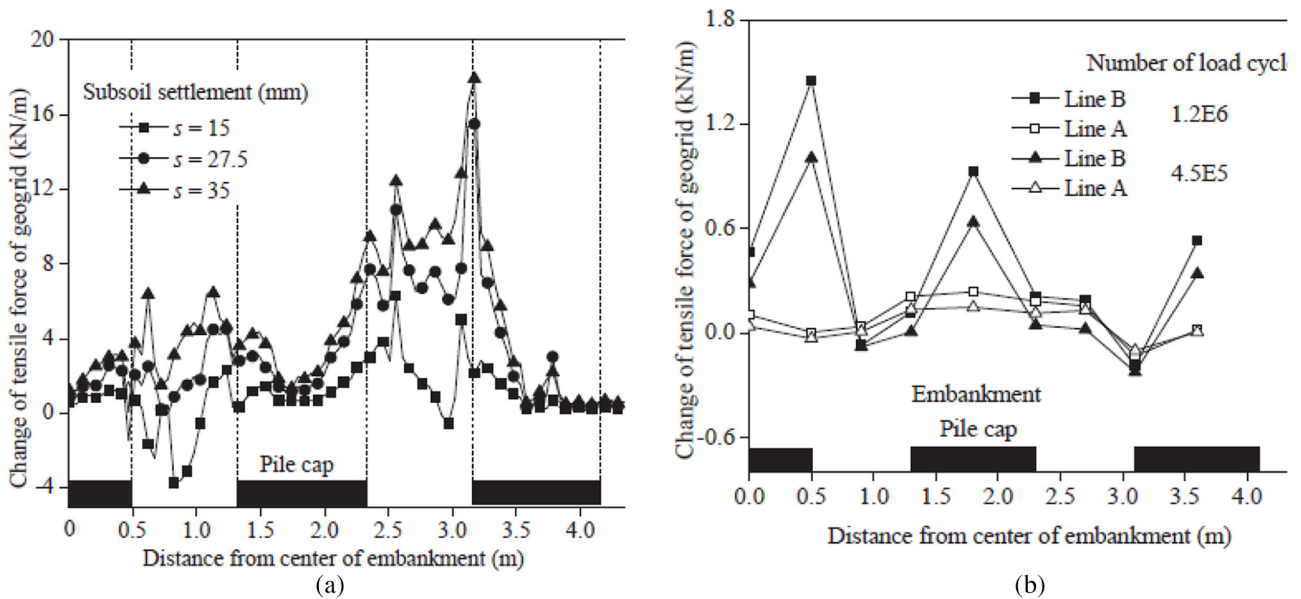 Change of tensile force of geogrid (kN/m)
20
16
12
8
4
0
-4
Subsoil settlement (mm)
s = 15
s = 27.5
s = 35
Pile cap
0 0.5 1.0 1.5 2.0 2.5 3.0 3.5 4.0
Distance from center of embankment (m)
(a)
Change of tensile force of geogrid (kN/m)
1.8
1.2
0.6
0.0
-0.6
Number of load cycle
Line B
Line A
1.2E6
Line B
Line A
4.5E5
Embankment
Pile cap
0.0 0.5 1.0 1.5 2.0 2.5 3.0 3.5 4.0
Distance from center of embankment (m)
(b)